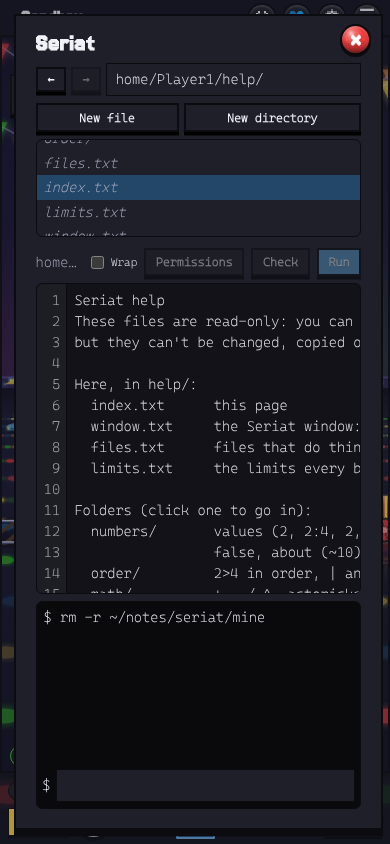 Seriat
← → home/Player1/help/
New file New directory
order/
files.txt
index.txt
limits.txt
window.txt
home… Wrap Permissions Check Run
1 Seriat help
2 These files are read-only: you can
3 but they can't be changed, copied o
4
5 Here, in help/:
6 index.txt this page
7 window.txt the Seriat window:
8 files.txt files that do thin
9 limits.txt the limits every b
10
11 Folders (click one to go in):
12 numbers/ values (2, 2:4, 2,
13 false, about (~10)
14 order/ 2>4 in order, | an
$ rm -r ~/notes/seriat/mine
$